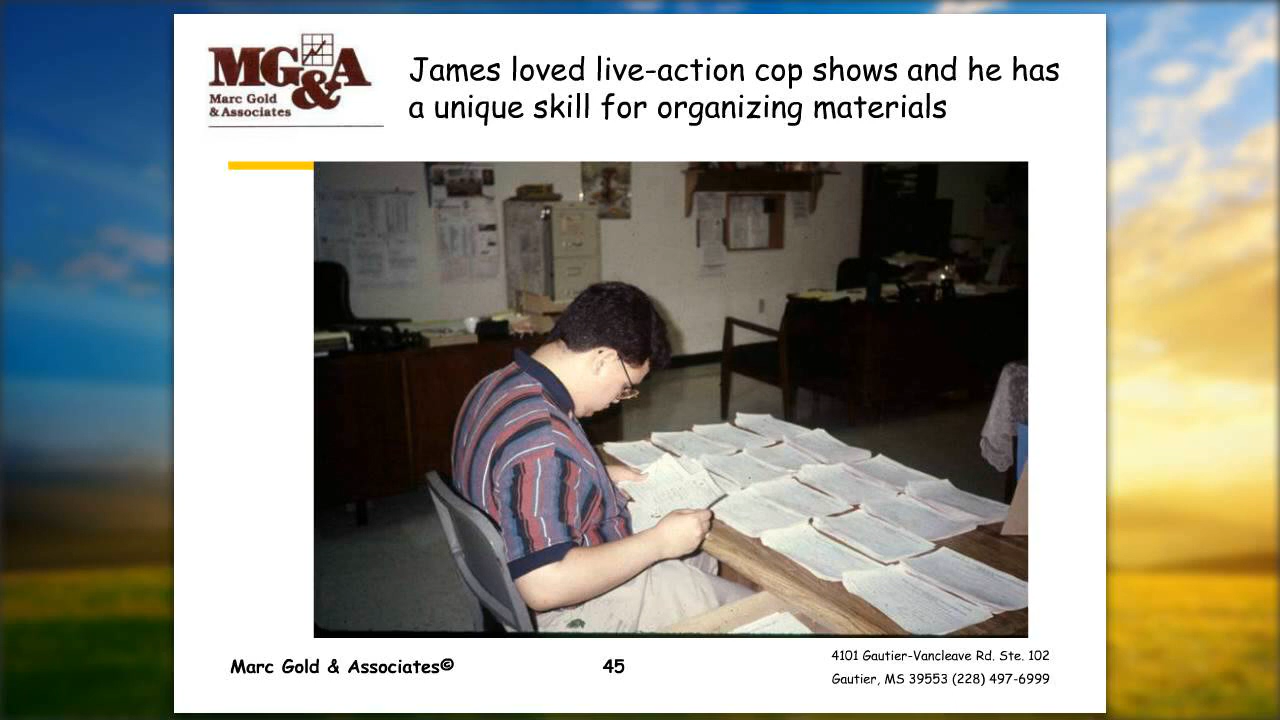 MG&A
Marc Gold
& Associates
James loved live-action cop shows and he has
a unique skill for organizing materials
Marc Gold & Associates©
45
4101 Gautier-Vancleave Rd. Ste. 102
Gautier, MS 39553 (228) 497-6999